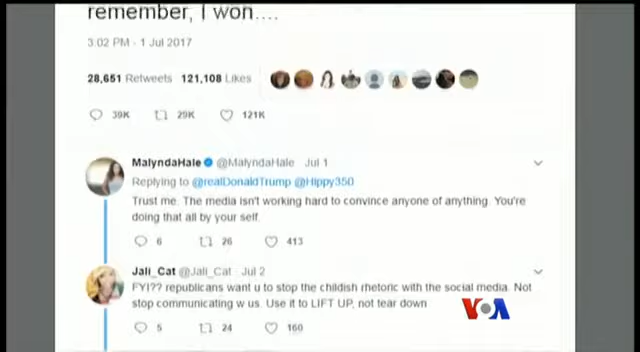 remember, I won....
3:02 PM - 1 Jul 2017
28,651 Retweets 121,108 Likes
39K 29K 121K
MalyndaHale @MalyndaHale Jul 1
Replying to @realDonaldTrump @Hippy350
Trust me. The media isn't working hard to convince anyone of anything. You're
doing that all by your self.
6 26 413
Jali_Cat @Jali_Cat Jul 2
FYI?? republicans want u to stop the childish rhetoric with the social media. Not
stop communicating w us. Use it to LIFT UP, not tear down
5 24 160
VOA